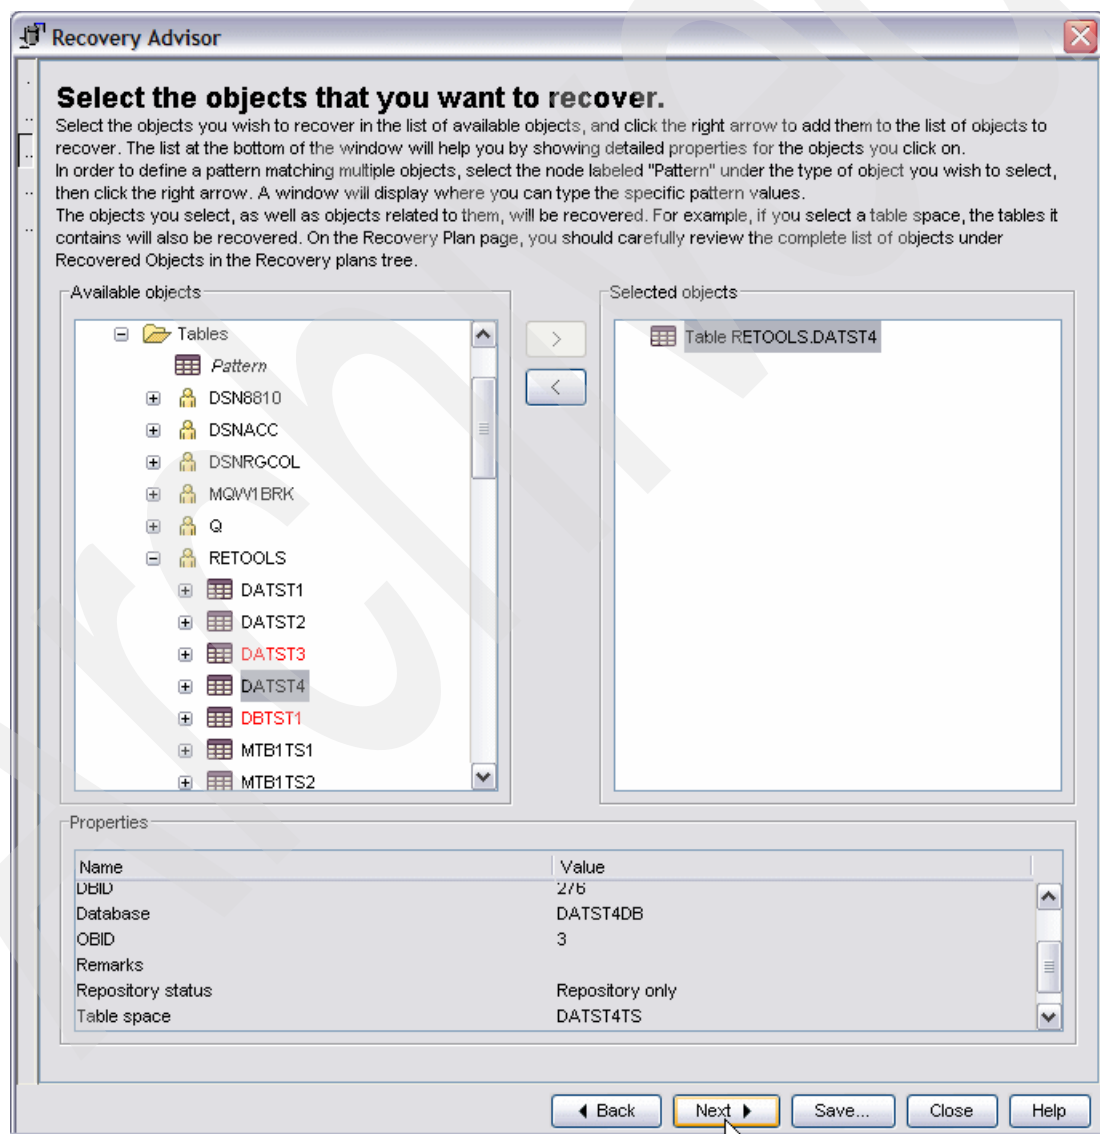 Recovery Advisor
Select the objects that you want to recover.
Select the objects you wish to recover in the list of available objects, and click the right arrow to add them to the list of objects to
recover. The list at the bottom of the window will help you by showing detailed properties for the objects you click on.
In order to define a pattern matching multiple objects, select the node labeled "Pattern" under the type of object you wish to select,
then click the right arrow. A window will display where you can type the specific pattern values.
The objects you select, as well as objects related to them, will be recovered. For example, if you select a table space, the tables it
contains will also be recovered. On the Recovery Plan page, you should carefully review the complete list of objects under
Recovered Objects in the Recovery plans tree.
Available objects
Tables
Pattern
DSN8810
DSNACC
DSNRGCOL
MQW1BRK
Q
RETOOLS
DATST1
DATST2
DATST3
DATST4
DBTST1
MTB1TS1
MTB1TS2
>
<
Selected objects
Table RETOOLS.DATST4
Properties
Name Value
DBID 276
Database DATST4DB
OBID 3
Remarks
Repository status Repository only
Table space DATST4TS
Back Next Save... Close Help